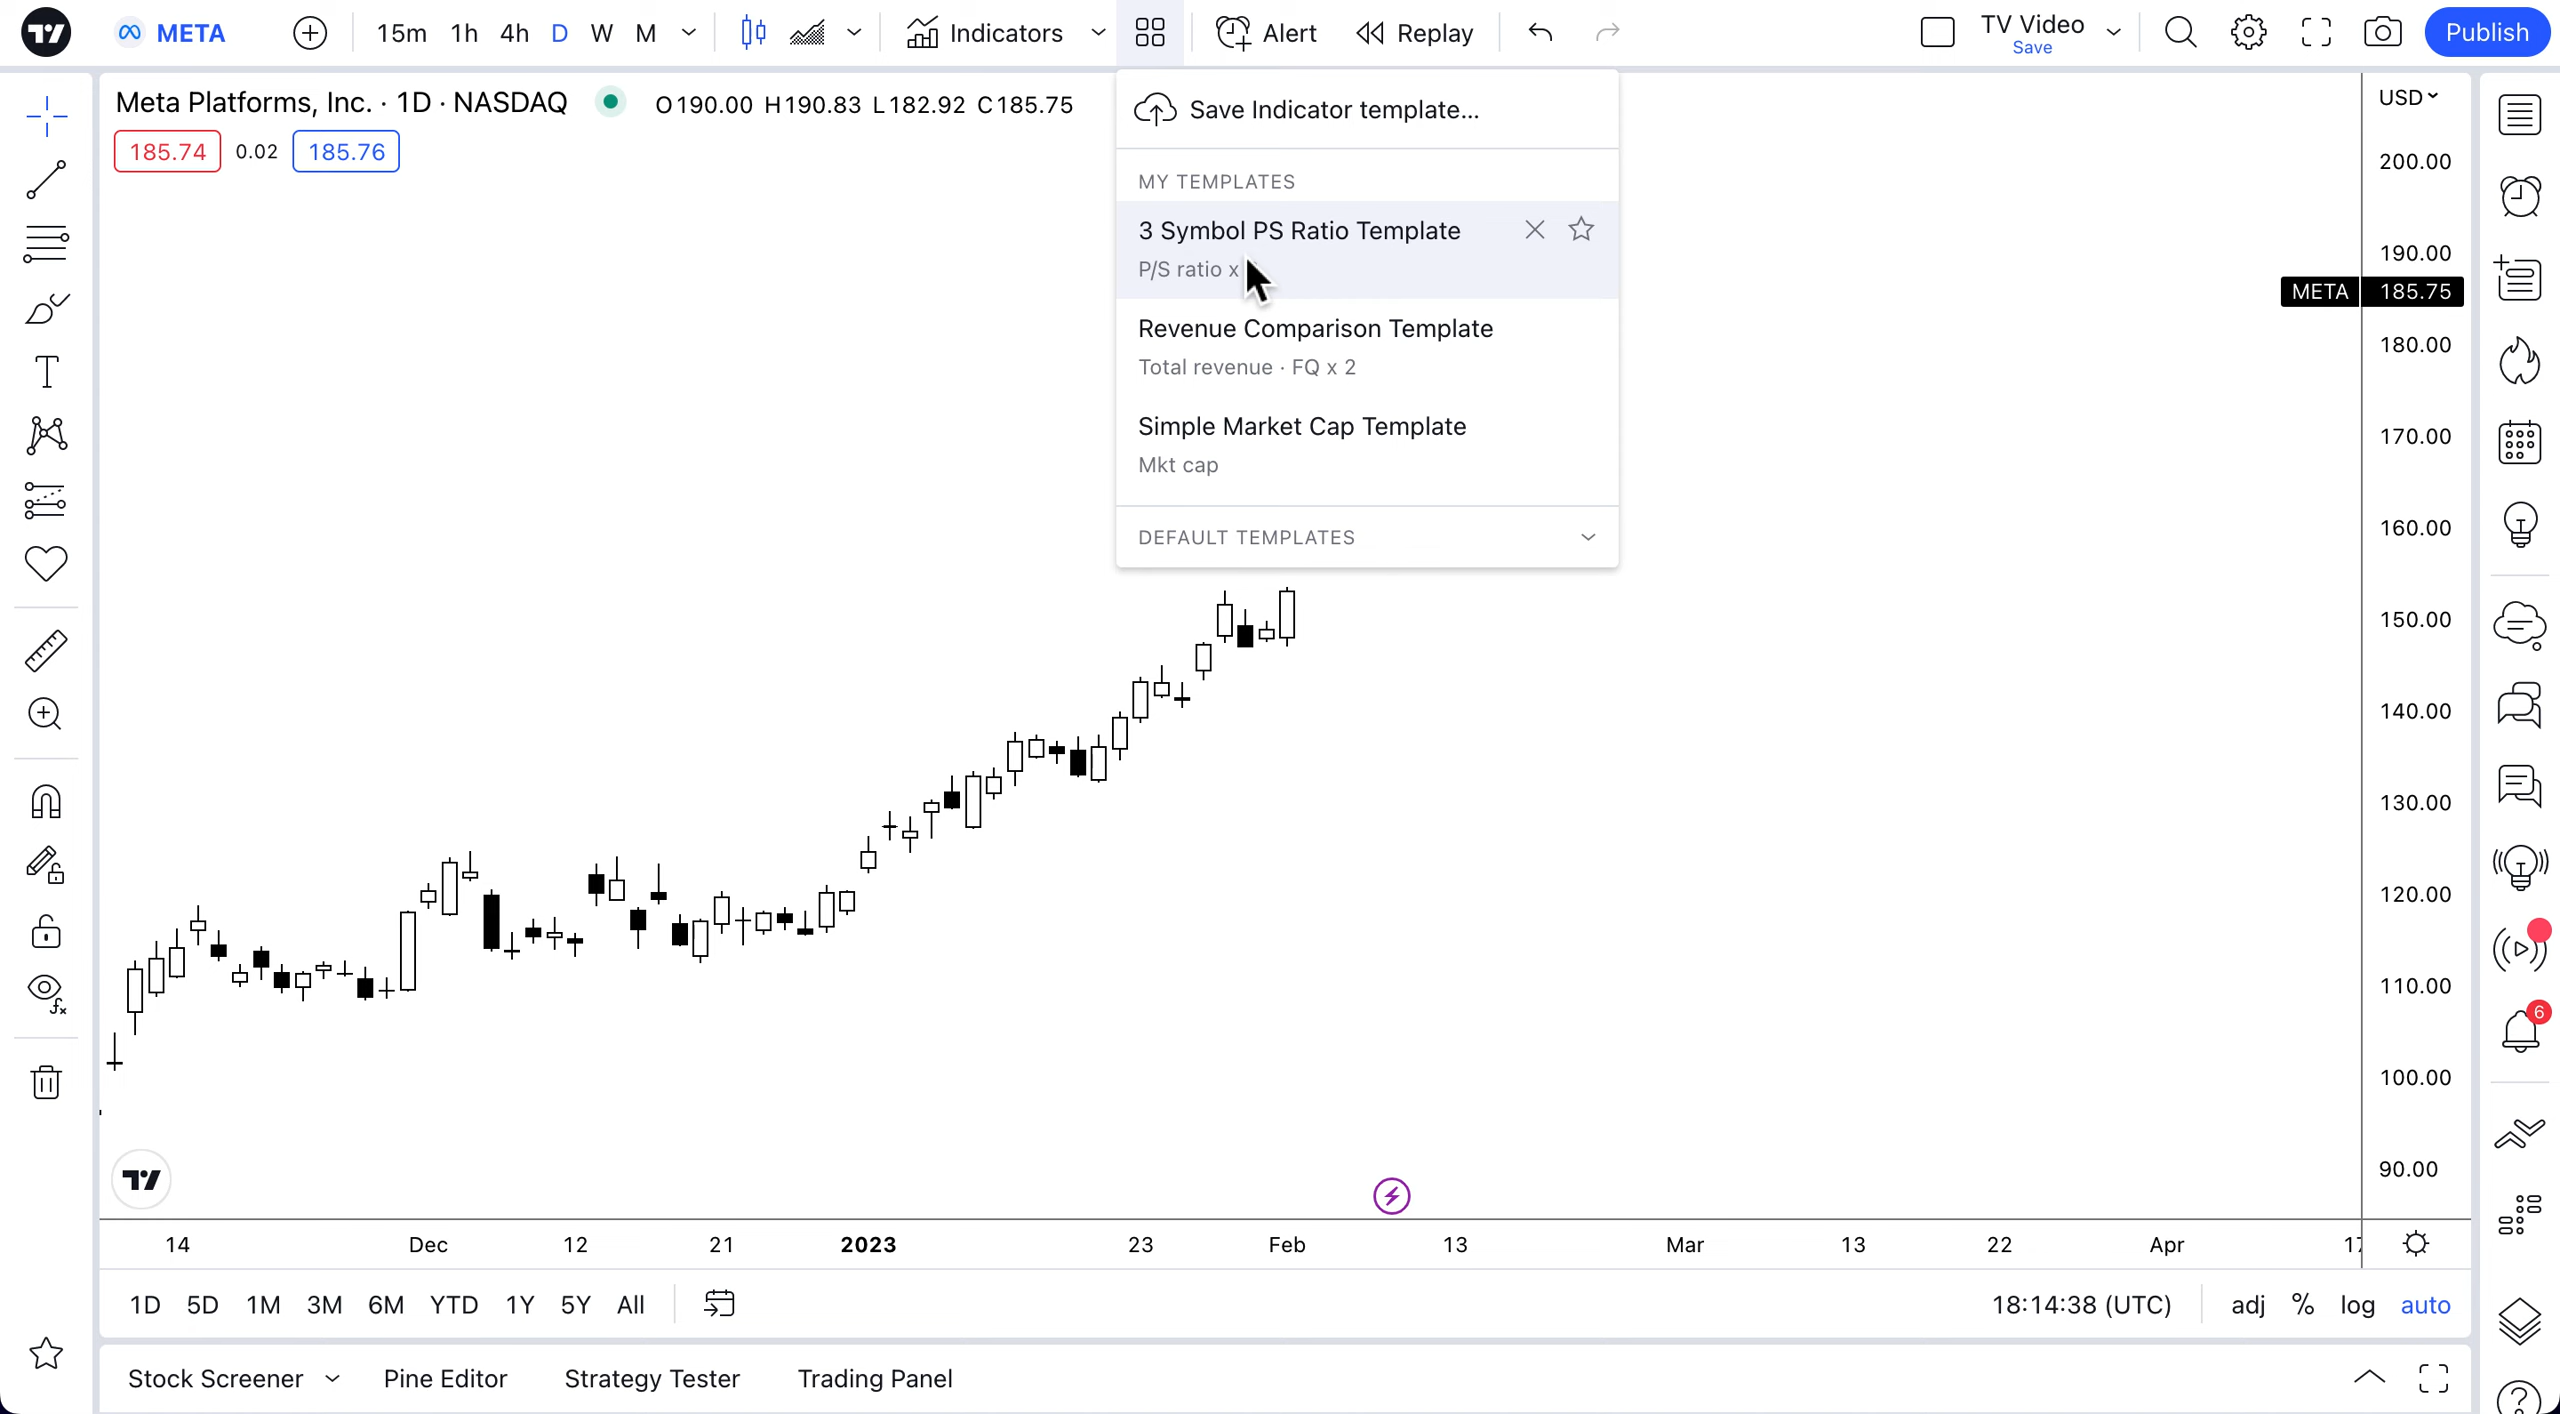 META 15m 1h 4h D W M Indicators Alert Replay TV Video Save Publish
Meta Platforms, Inc. · 1D · NASDAQ O190.00 H190.83 L182.92 C185.75
185.74 0.02 185.76
Save Indicator template...
MY TEMPLATES
3 Symbol PS Ratio Template
P/S ratio x
Revenue Comparison Template
Total revenue · FQ x 2
Simple Market Cap Template
Mkt cap
DEFAULT TEMPLATES
USD
200.00
190.00
META 185.75
180.00
170.00
160.00
150.00
140.00
130.00
120.00
110.00
100.00
90.00
6
14 Dec 12 21 2023 23 Feb 13 Mar 13 22 Apr
1D 5D 1M 3M 6M YTD 1Y 5Y All 18:14:38 (UTC) adj % log auto
Stock Screener Pine Editor Strategy Tester Trading Panel